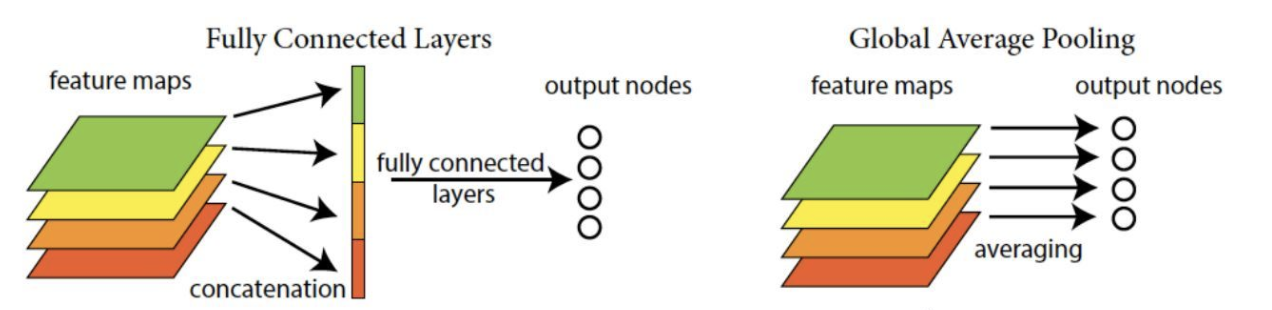 Fully Connected Layers
feature maps
output nodes
fully connected
layers
concatenation
Global Average Pooling
feature maps
output nodes
averaging